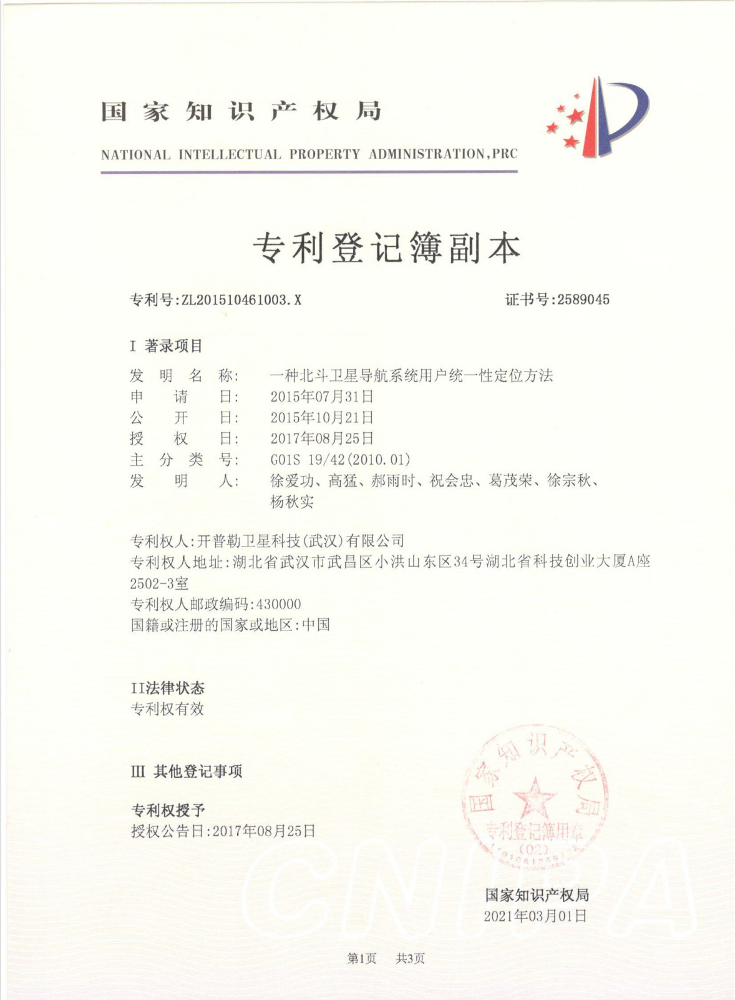 国家知识产权局
NATIONAL INTELLECTUAL PROPERTY ADMINISTRATION,PRC
专利登记簿副本
专利号:ZL201510461003.X 证书号:2589045
I 著录项目
发明名称: 一种北斗卫星导航系统用户统一性定位方法
申请日: 2015年07月31日
公开日: 2015年10月21日
授权日: 2017年08月25日
主分类号: G01S 19/42(2010.01)
发明人: 徐爱功、高猛、郝雨时、祝会忠、葛茂荣、徐宗秋、
杨秋实
专利权人:开普勒卫星科技(武汉)有限公司
专利权人地址:湖北省武汉市武昌区小洪山东区34号湖北省科技创业大厦A座
2502-3室
专利权人邮政编码:430000
国籍或注册的国家或地区:中国
II法律状态
专利权有效
III 其他登记事项
专利权授予
授权公告日:2017年08月25日
国家知识产权局
专利登记簿用章
(02)
CNIPA
国家知识产权局
2021年03月01日
第1页 共3页